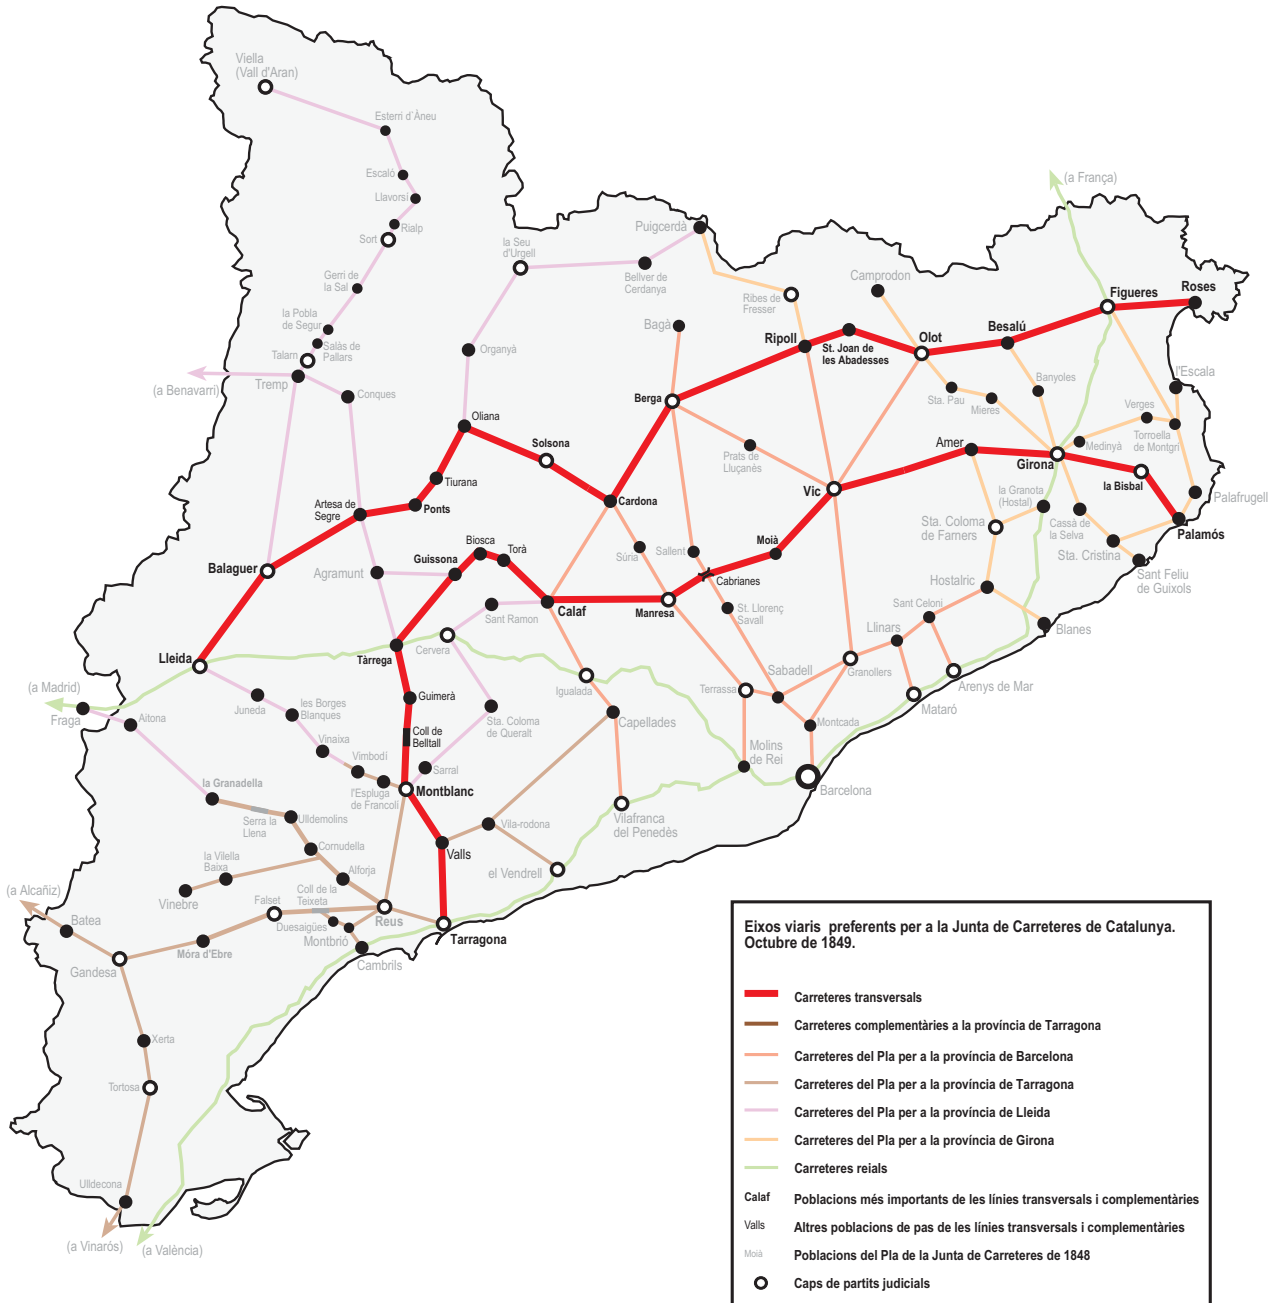 Viella
(Vall d'Aran)
Esterri d´Àneu
Escaló
Llavorsí
Rialp
Sort
Gerri de
la Sal
la Pobla
de Segur
Salàs de
Pallars
Talarn
(a Benavarri)
Tremp
Conques
la Seu
d'Urgell
Organyà
Oliana
Puigcerdà
Bellver de
Cerdanya
Ribes de
Fresser
Bagà
Ripoll
St. Joan de
les Abadesses
Camprodon
(a França)
Olot
Besalú
Figueres
Roses
Banyoles
l'Escala
Sta. Pau
Mieres
Verges
Medinyà
Torroella
de Montgrí
Berga
Solsona
Prats de
Lluçanès
Amer
Girona
la Bisbal
Palafrugell
Palamós
Vic
Cardona
Tiurana
Ponts
Artesa de
Segre
Guissona
Biosca
Torà
Súria
Sallent
Moià
Cabrianes
la Granota
(Hostal)
Sta. Coloma
de Famers
Cassà de
la Selva
Sta. Cristina
Sant Feliu
de Guixols
Balaguer
Agramunt
Sant Ramon
Calaf
Manresa
St. Llorenç
Savall
Hostalric
Sant Celoni
Blanes
Llinars
Lleida
Tàrrega
Cervera
Igualada
Terrassa
Sabadell
Granollers
Arenys de Mar
Mataró
(a Madrid)
Fraga
Aitona
Juneda
les Borges
Blanques
Guimerà
Coll de
Belltall
Sta. Coloma
de Queralt
Capellades
Montcada
Molins
de Rei
Barcelona
Vinaixa
Vimbodí
l'Espluga
de Francolí
Sarral
Montblanc
Vilafranca
del Penedès
la Granadella
Serra la
Llena
Ulldemolins
Cornudella
Valls
Vila-rodona
el Vendrell
la Vilella
Baixa
Vinebre
Alforja
(a Alcañiz)
Batea
Falset
Coll de la
Teixeta
Duesaigües
Reus
Montbrió
Tarragona
Cambrils
Gandesa
Móra d'Ebre
Xerta
Tortosa
Ulldecona
(a Vinarós)
(a València)
Eixos viaris preferents per a la Junta de Carreteres de Catalunya.
Octubre de 1849.
Carreteres transversals
Carreteres complementàries a la província de Tarragona
Carreteres del Pla per a la província de Barcelona
Carreteres del Pla per a la província de Tarragona
Carreteres del Pla per a la província de Lleida
Carreteres del Pla per a la província de Girona
Carreteres reials
Calaf Poblacions més importants de les línies transversals i complementàries
Valls Altres poblacions de pas de les línies transversals i complementàries
Moià Poblacions del Pla de la Junta de Carreteres de 1848
Caps de partits judicials